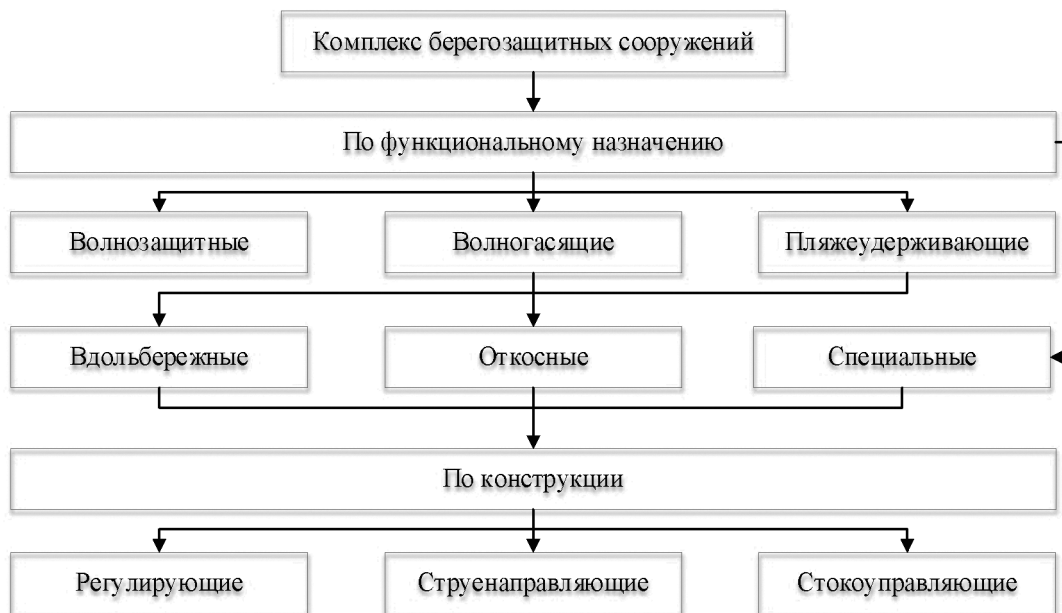 Комплекс берегозащитных сооружений
По функциональному назначению
Волнозащитные
Волногасящие
Пляжеудерживающие
Вдольбережные
Откосные
Специальные
По конструкции
Регулирующие
Струенаправляющие
Стокоуправляющие